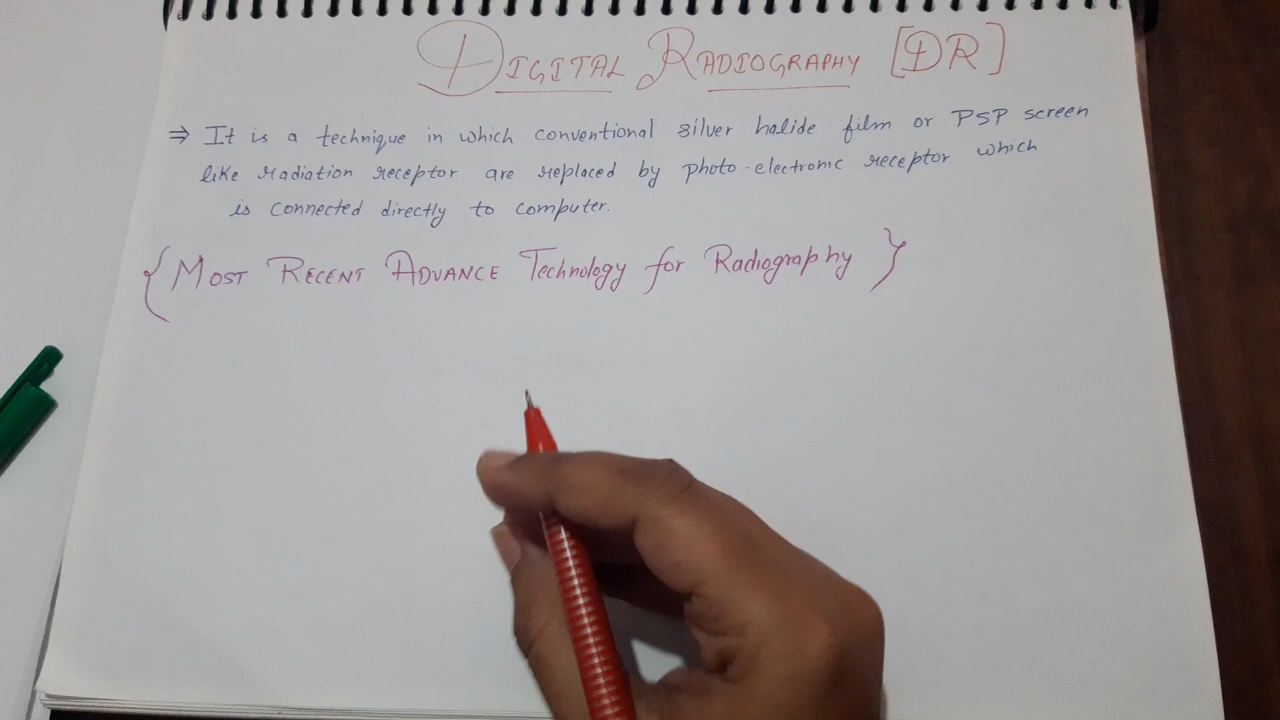 DIGITAL RADIOGRAPHY [DR]
⇒ It is a technique in which conventional silver halide film or PSP screen
like radiation receptor are replaced by photo-electronic receptor which
is connected directly to computer.
{ MOST RECENT ADVANCE Technology for Radiography }